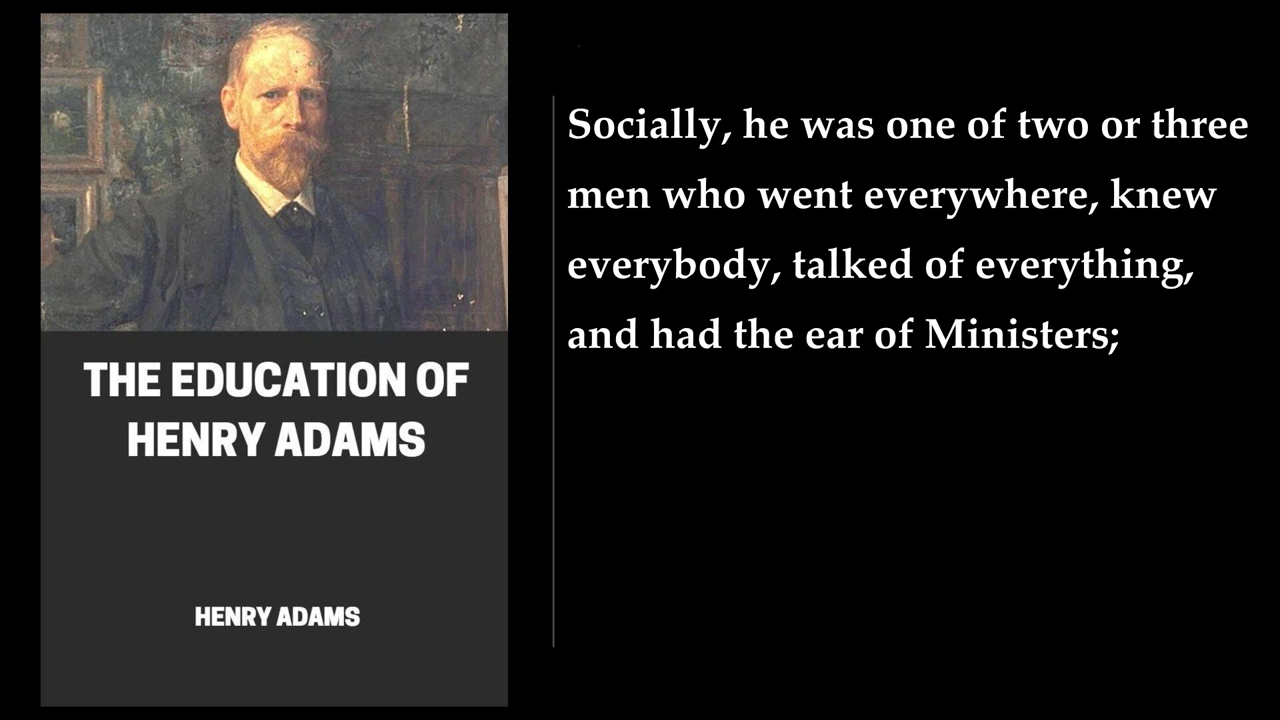 THE EDUCATION OF
HENRY ADAMS
HENRY ADAMS
Socially, he was one of two or three
men who went everywhere, knew
everybody, talked of everything,
and had the ear of Ministers;